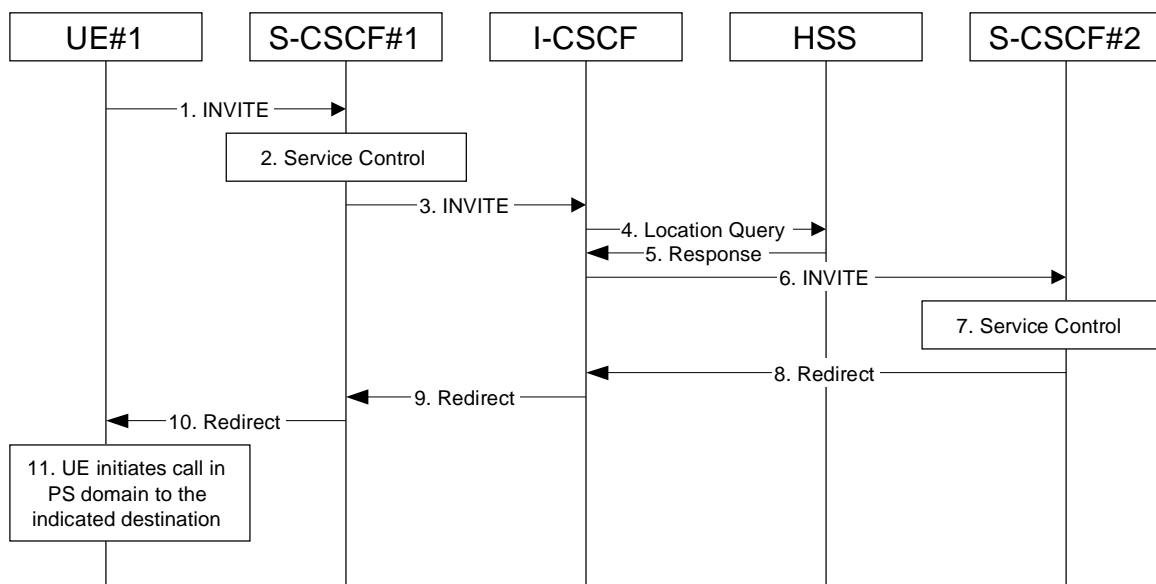 UE#1
S-CSCF#1
I-CSCF
HSS
S-CSCF#2
1. INVITE
2. Service Control
3. INVITE
4. Location Query
5. Response
6. INVITE
7. Service Control
8. Redirect
9. Redirect
10. Redirect
11. UE initiates call in
PS domain to the
indicated destination